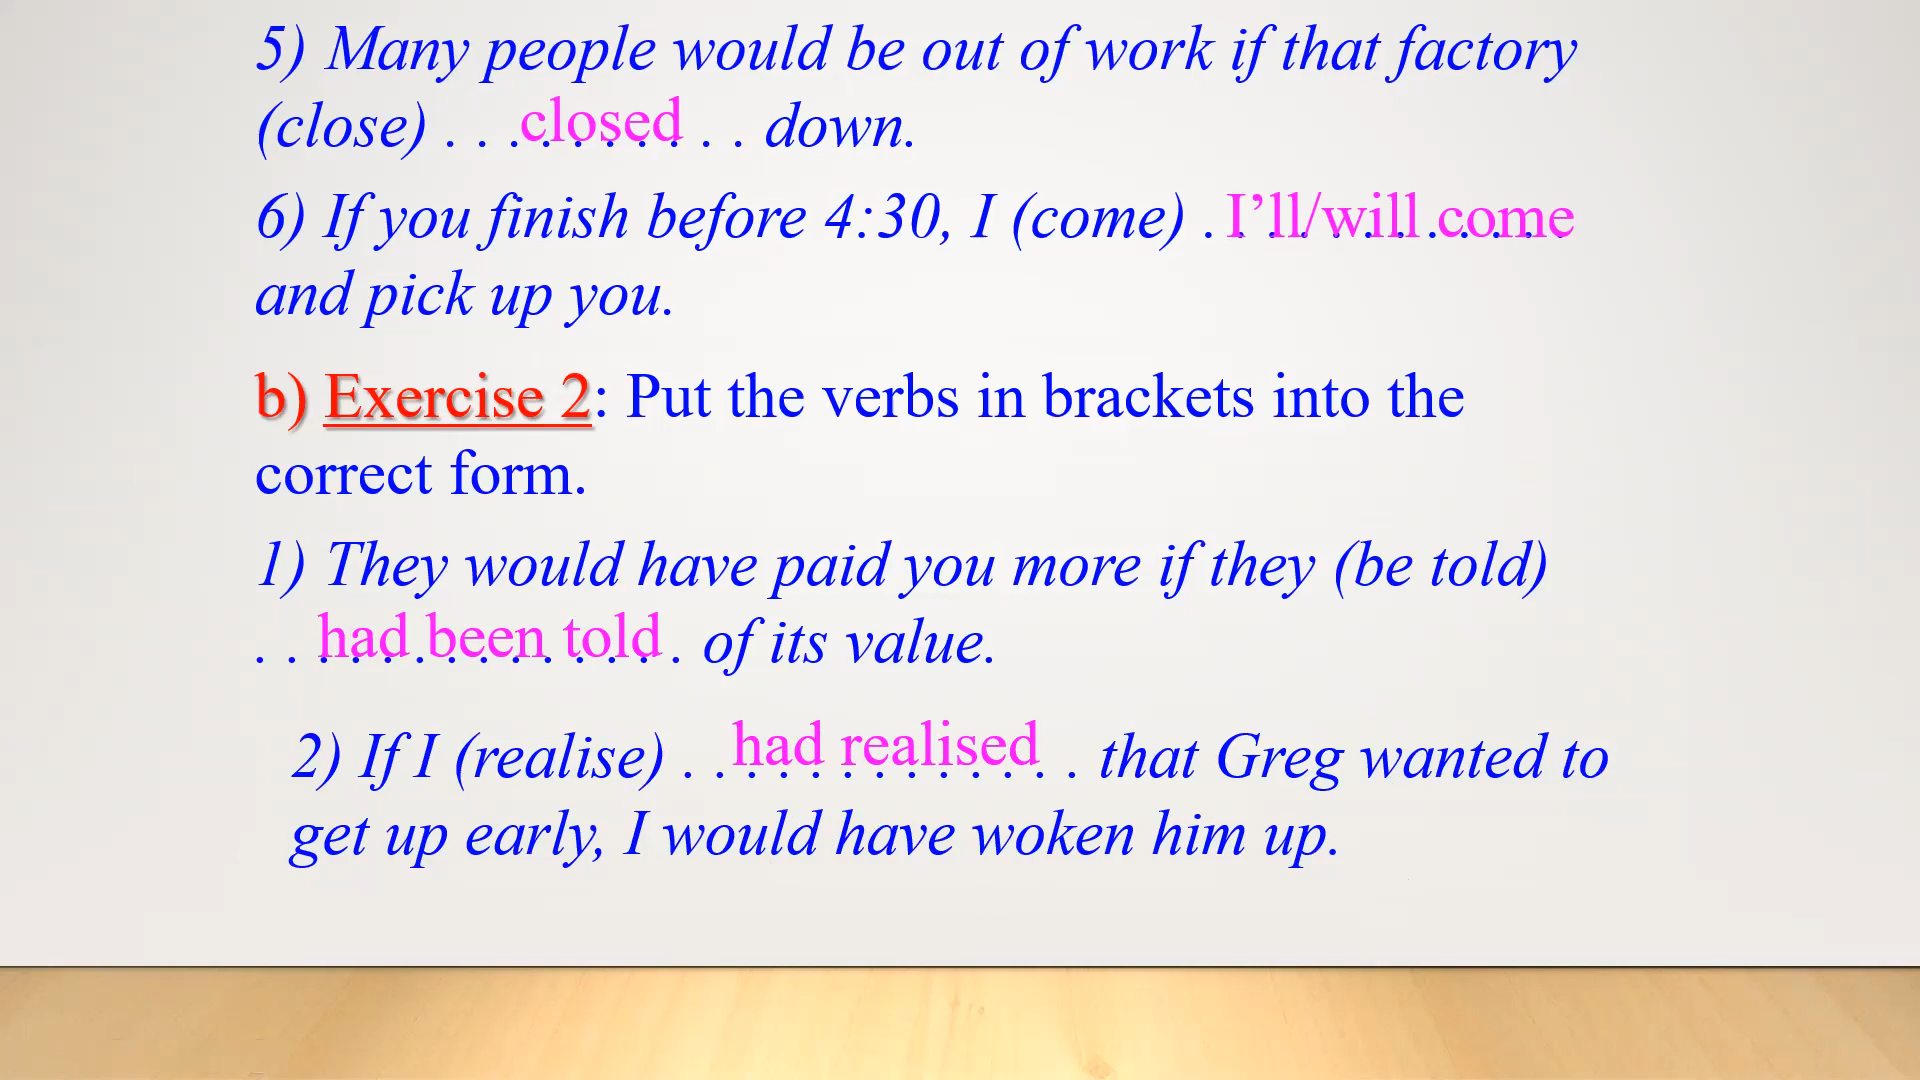 5) Many people would be out of work if that factory
(close) . . closed . . down.
6) If you finish before 4:30, I (come) . I’ll/will come
and pick up you.
b) Exercise 2: Put the verbs in brackets into the
correct form.
1) They would have paid you more if they (be told)
. . had been told . of its value.
2) If I (realise) . . had realised . . that Greg wanted to
get up early, I would have woken him up.